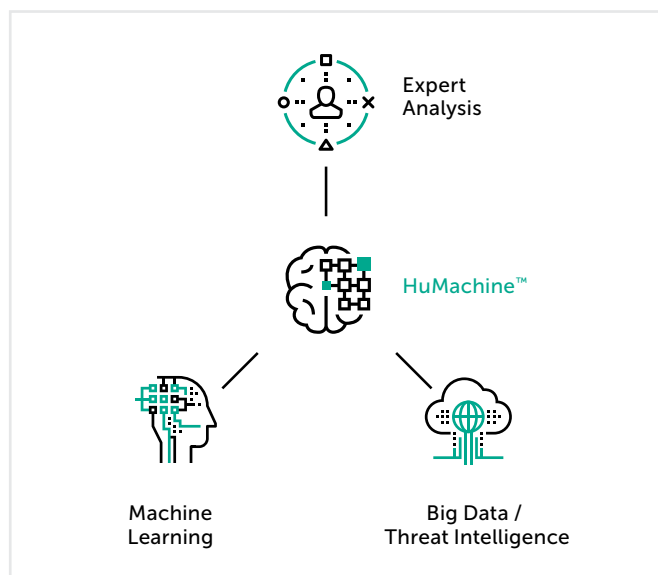 Expert
Analysis
HuMachine™
Machine
Learning
Big Data /
Threat Intelligence